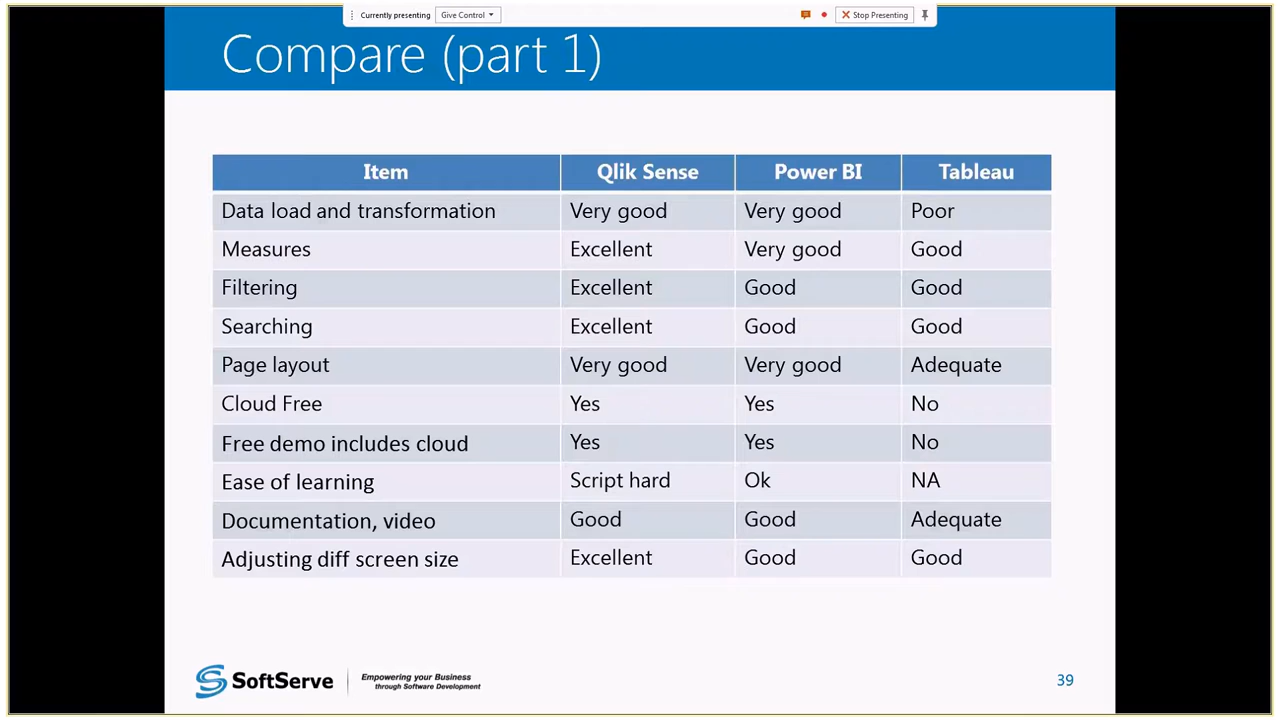 Currently presenting Give Control Stop Presenting
Compare (part 1)
Item Qlik Sense Power BI Tableau
Data load and transformation Very good Very good Poor
Measures Excellent Very good Good
Filtering Excellent Good Good
Searching Excellent Good Good
Page layout Very good Very good Adequate
Cloud Free Yes Yes No
Free demo includes cloud Yes Yes No
Ease of learning Script hard Ok NA
Documentation, video Good Good Adequate
Adjusting diff screen size Excellent Good Good
SoftServe
Empowering your Business
through Software Development
39